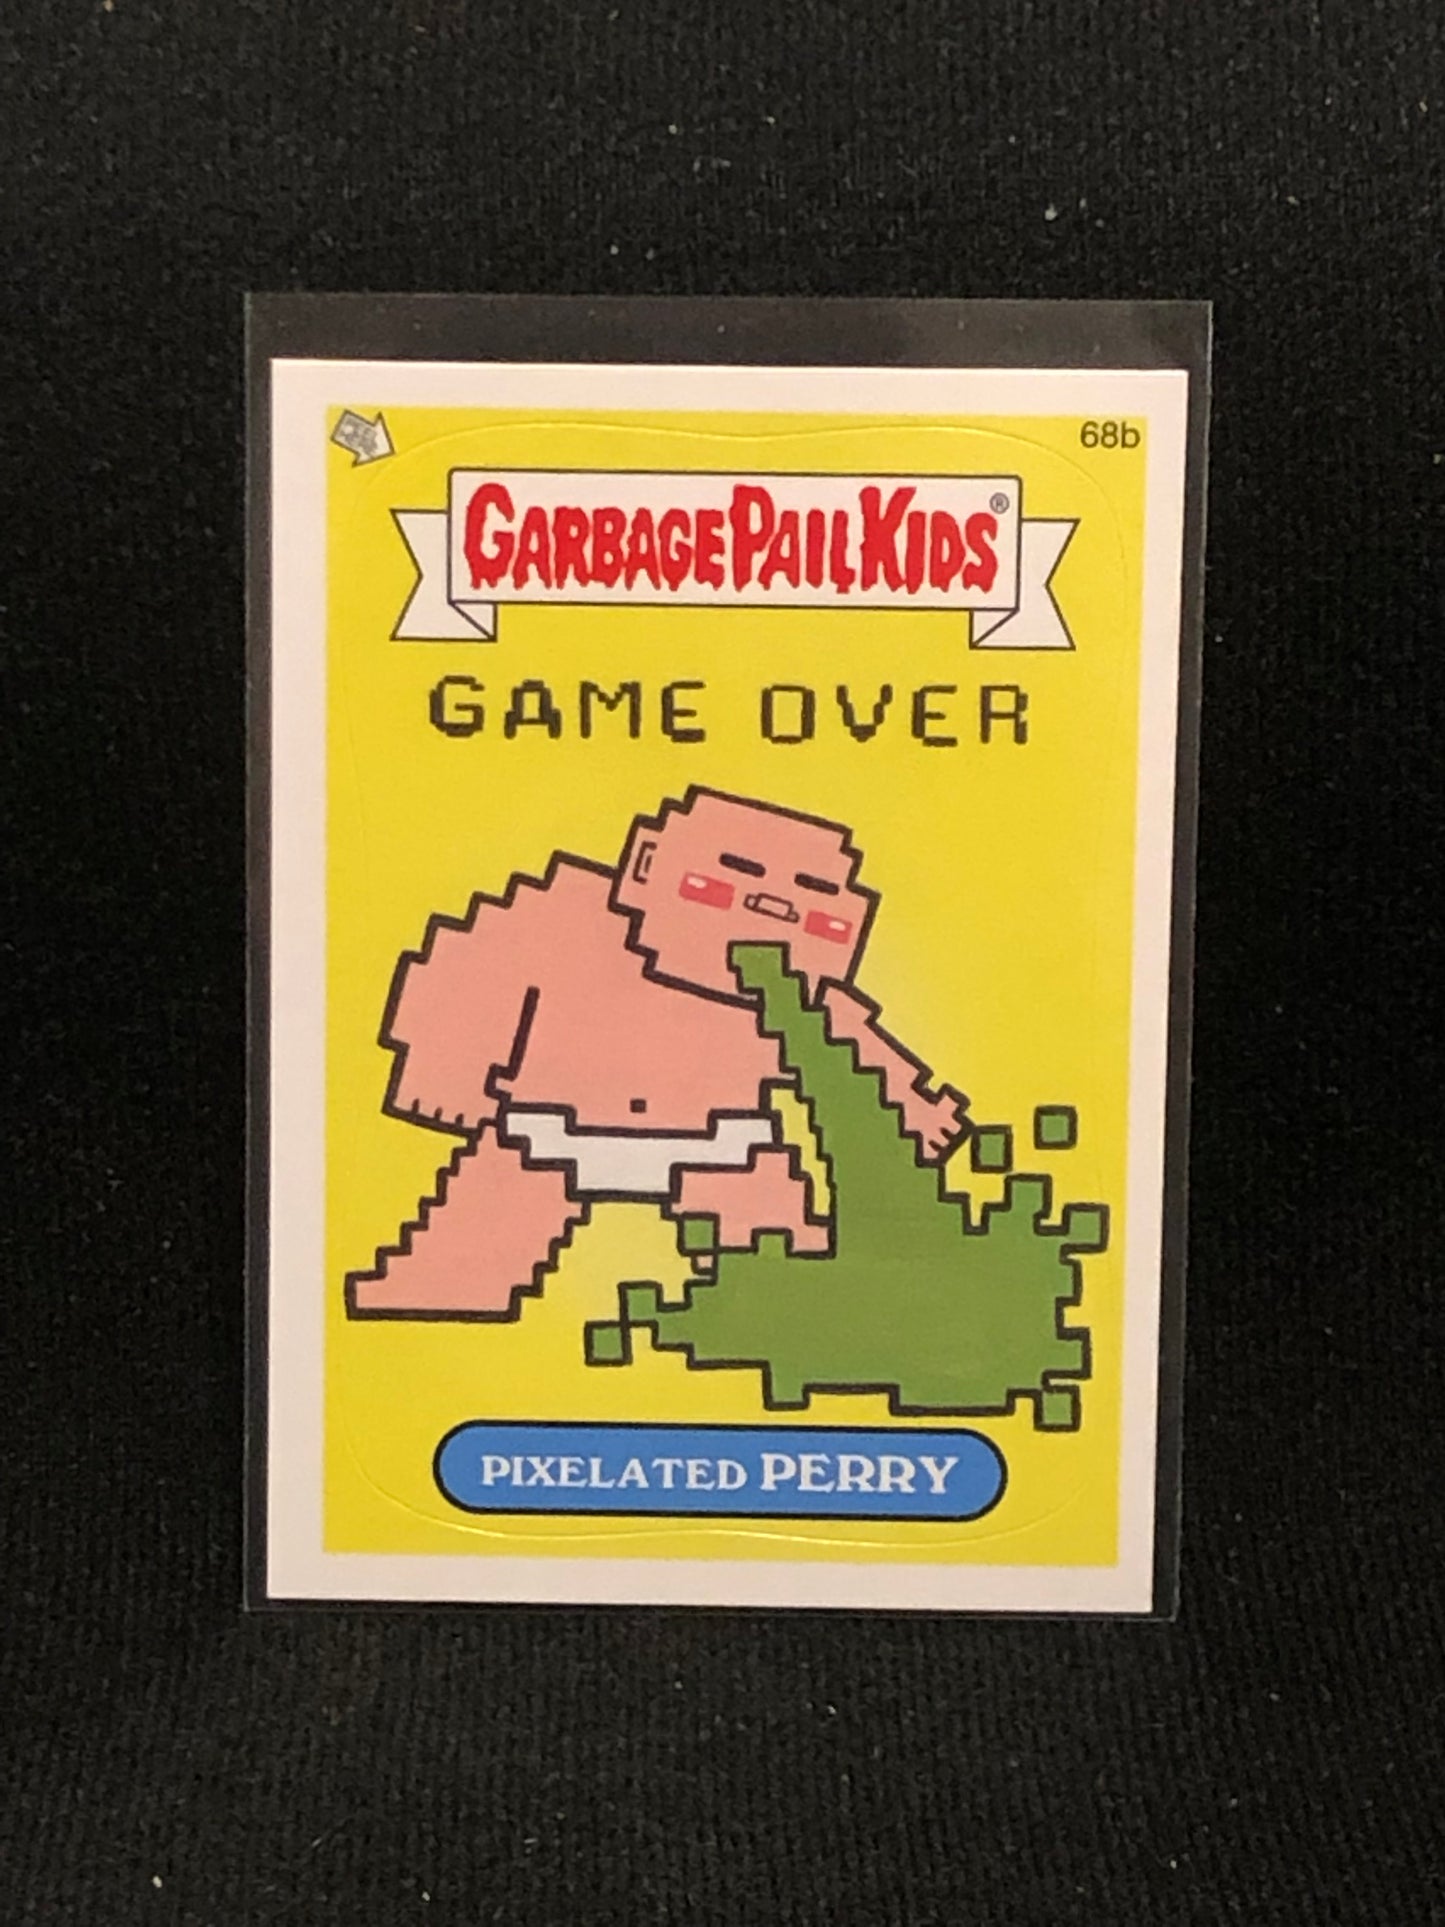 68b
GARBAGE PAIL KIDS®
GAME OVER
PIXELATED PERRY